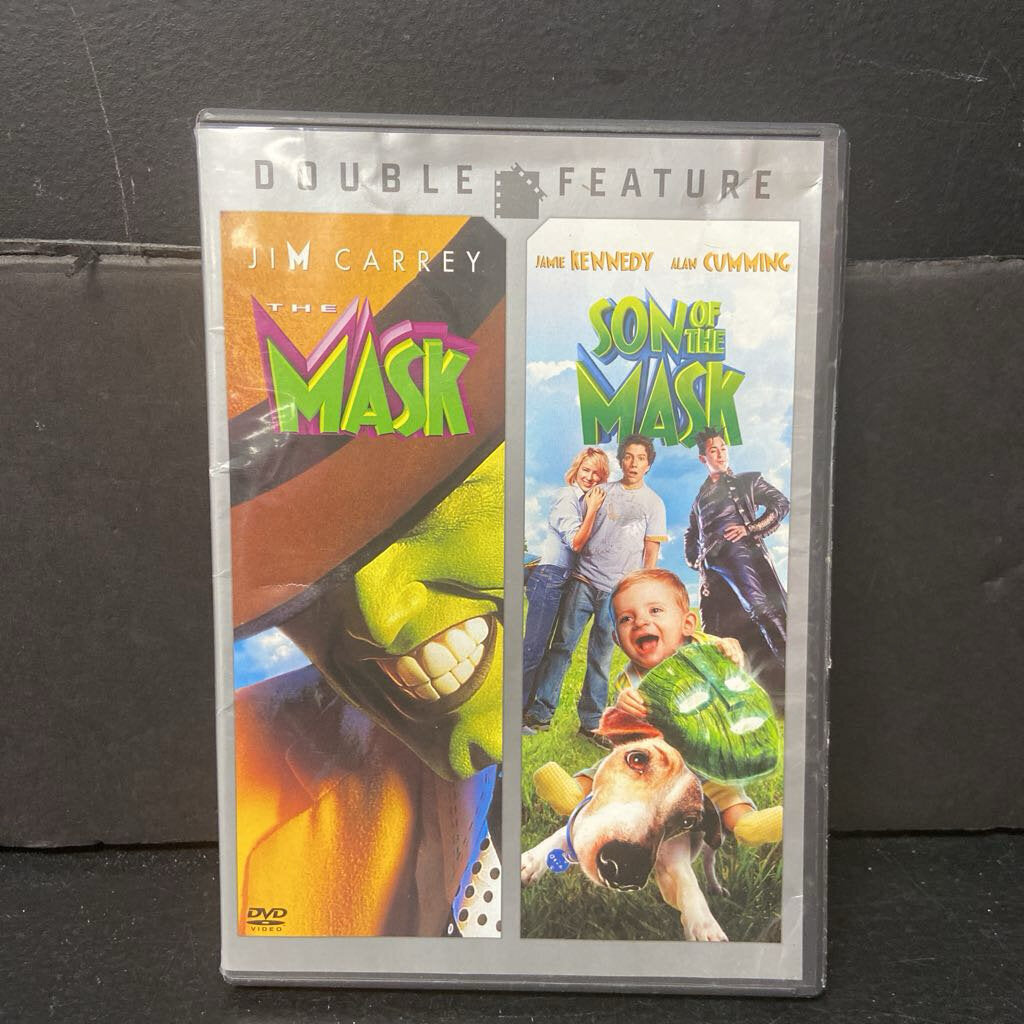 DOUBLE FEATURE
JIM CARREY
THE
MASK
DVD
VIDEO
JAMIE KENNEDY ALAN CUMMING
SON OF THE
MASK